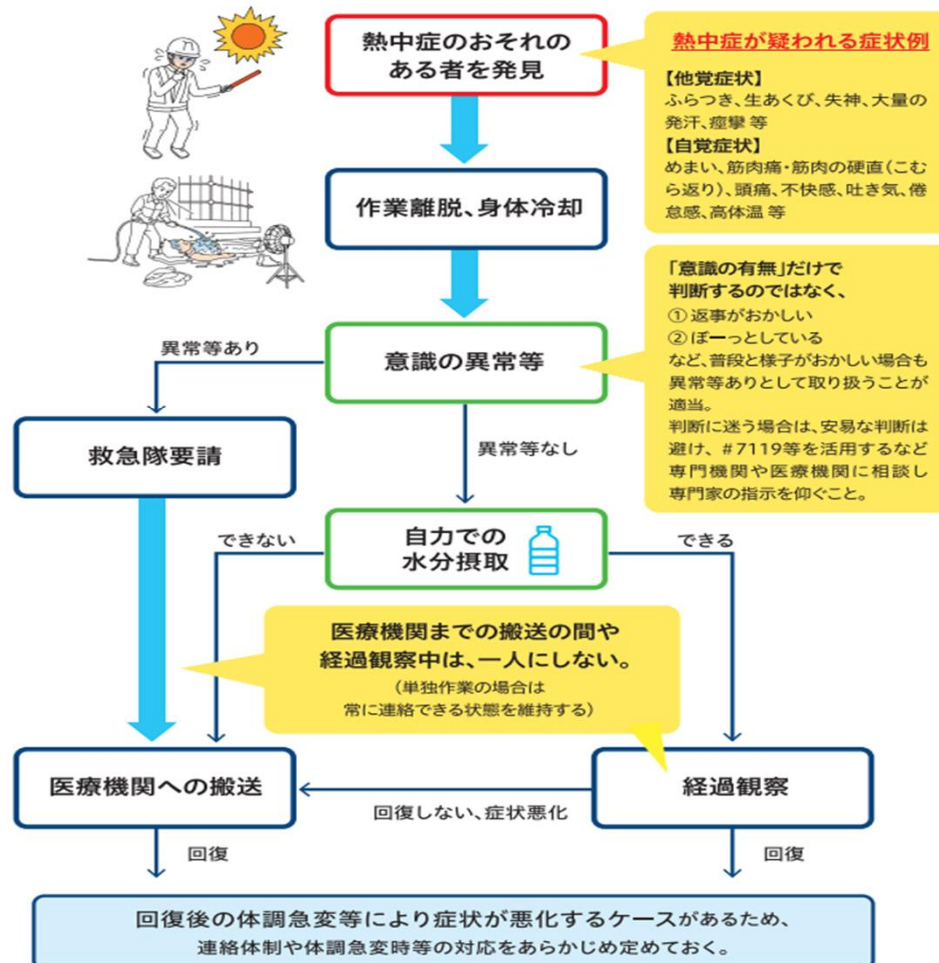 熱中症のおそれの
ある者を発見
熱中症が疑われる症状例
【他覚症状】
ふらつき、生あくび、失神、大量の
発汗、痙攣 等
【自覚症状】
めまい、筋肉痛・筋肉の硬直(こむ
ら返り)、頭痛、不快感、吐き気、倦
怠感、高体温 等
作業離脱、身体冷却
「意識の有無」だけで
判断するのではなく、
①返事がおかしい
②ぼーっとしている
など、普段と様子がおかしい場合も
異常等ありとして取り扱うことが
適当。
判断に迷う場合は、安易な判断は
避け、#7119等を活用するなど
専門機関や医療機関に相談し
専門家の指示を仰ぐこと。
意識の異常等
異常等あり
救急隊要請
異常等なし
自力での
水分摂取
できない
できる
医療機関までの搬送の間や
経過観察中は、一人にしない。
(単独作業の場合は
常に連絡できる状態を維持する)
医療機関への搬送
経過観察
回復しない、症状悪化
回復
回復
回復後の体調急変等により症状が悪化するケースがあるため、
連絡体制や体調急変時等の対応をあらかじめ定めておく。